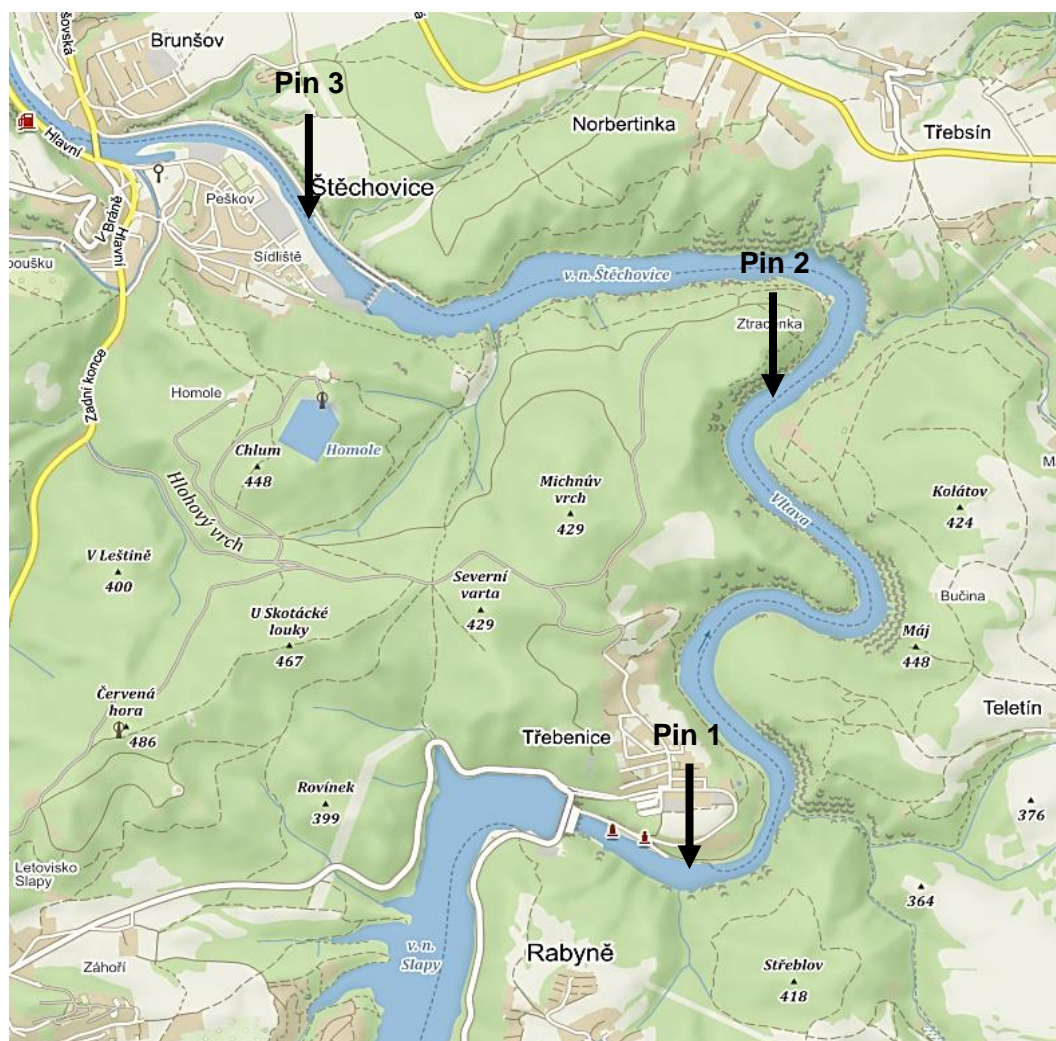 šovská
Brunšov
á
Pin 3
Norbertinka
Třebsín
Hlavní
Štěchovice
Peškov
V Bráně
Hlavní
Sídliště
poušku
v. n. Štěchovice
Pin 2
Ztracenka
Zadní konce
Homole
Homole
Chlum
448
Hlohový vrch
Michnův
vrch
429
Vltava
Kolátov
424
M
V Leštině
400
Severní
varta
429
Bučina
U Skotácké
louky
467
Máj
448
Červená
hora
486
Teletín
Třebenice
Pin 1
Rovínek
399
376
Letovisko
Slapy
364
v. n.
Slapy
Rabyně
Záhoří
Střeblov
418